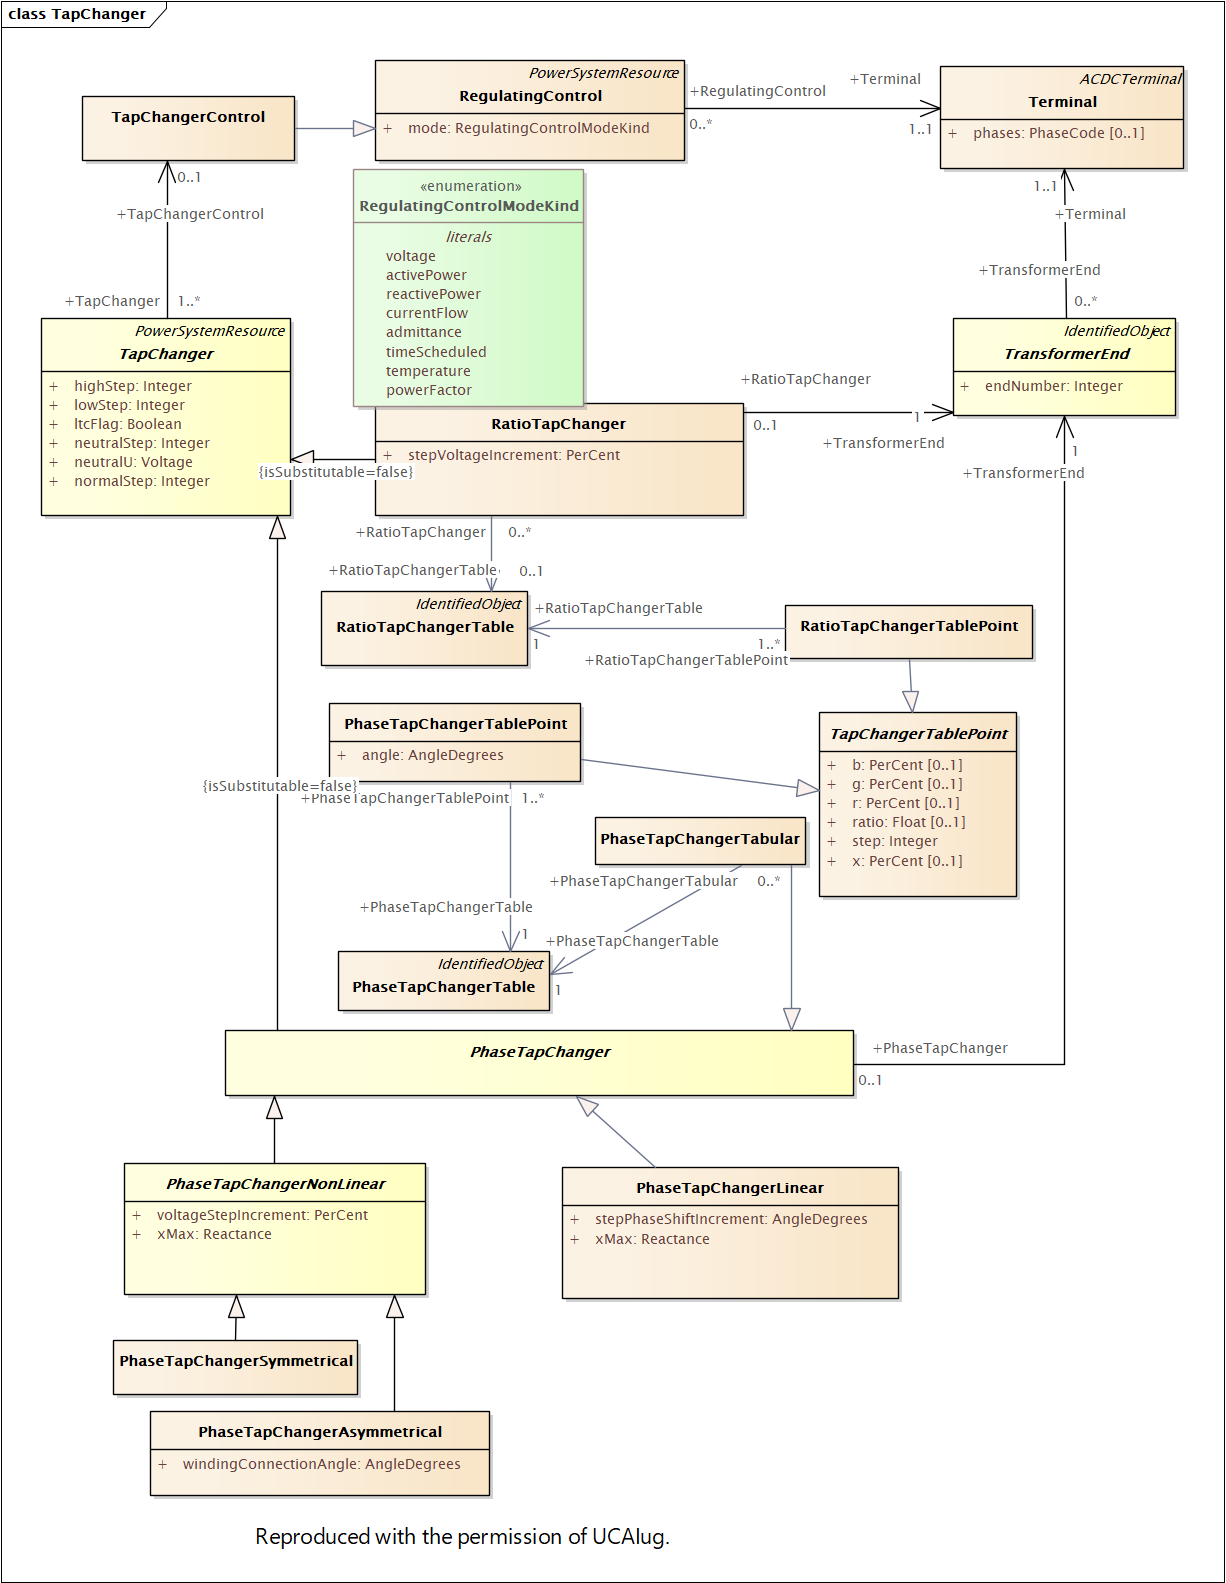 class TapChanger
PowerSystemResource
RegulatingControl
+ mode: RegulatingControlModeKind
TapChangerControl
+RegulatingControl
0..*
+Terminal
1..1
ACDCTerminal
Terminal
+ phases: PhaseCode [0..1]
0..1
+TapChangerControl
+TapChanger
1..*
«enumeration»
RegulatingControlModeKind
literals
voltage
activePower
reactivePower
currentFlow
admittance
timeScheduled
temperature
powerFactor
1..1
+Terminal
+TransformerEnd
0..*
PowerSystemResource
TapChanger
+ highStep: Integer
+ lowStep: Integer
+ ltcFlag: Boolean
+ neutralStep: Integer
+ neutralU: Voltage
+ normalStep: Integer
IdentifiedObject
TransformerEnd
+ endNumber: Integer
+RatioTapChanger
0..1
1
+TransformerEnd
RatioTapChanger
+ stepVoltageIncrement: PerCent
{isSubstitutable=false}
1
+TransformerEnd
+RatioTapChanger
0..*
+RatioTapChangerTable
0..1
IdentifiedObject
RatioTapChangerTable
+RatioTapChangerTable
1
1..*
+RatioTapChangerTablePoint
RatioTapChangerTablePoint
PhaseTapChangerTablePoint
+ angle: AngleDegrees
TapChangerTablePoint
+ b: PerCent [0..1]
+ g: PerCent [0..1]
+ r: PerCent [0..1]
+ ratio: Float [0..1]
+ step: Integer
+ x: PerCent [0..1]
{isSubstitutable=false}
+PhaseTapChangerTablePoint
1..*
PhaseTapChangerTabular
+PhaseTapChangerTabular
0..*
+PhaseTapChangerTable
1
+PhaseTapChangerTable
1
IdentifiedObject
PhaseTapChangerTable
PhaseTapChanger
+PhaseTapChanger
0..1
PhaseTapChangerNonLinear
+ voltageStepIncrement: PerCent
+ xMax: Reactance
PhaseTapChangerLinear
+ stepPhaseShiftIncrement: AngleDegrees
+ xMax: Reactance
PhaseTapChangerSymmetrical
PhaseTapChangerAsymmetrical
+ windingConnectionAngle: AngleDegrees
Reproduced with the permission of UCAIug.